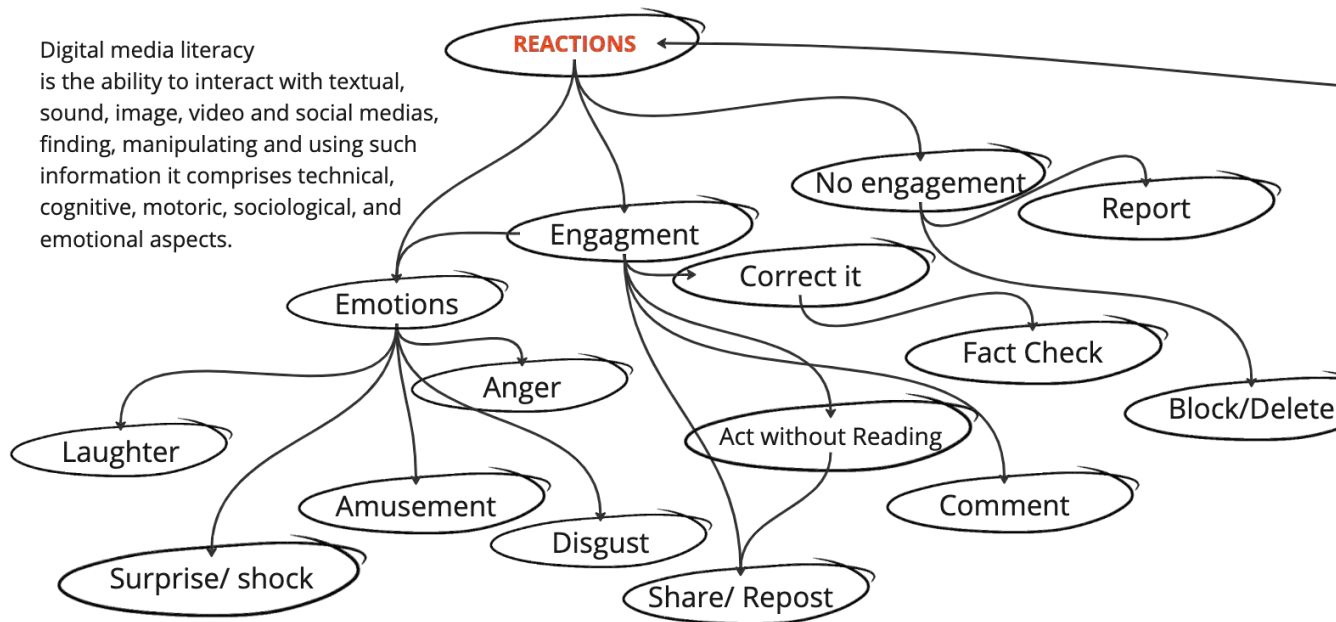 Digital media literacy
is the ability to interact with textual,
sound, image, video and social medias,
finding, manipulating and using such
information it comprises technical,
cognitive, motoric, sociological, and
emotional aspects.
REACTIONS
No engagement
Report
Engagment
Correct it
Emotions
Fact Check
Anger
Block/Delete
Act without Reading
Laughter
Amusement
Comment
Disgust
Surprise/ shock
Share/ Repost